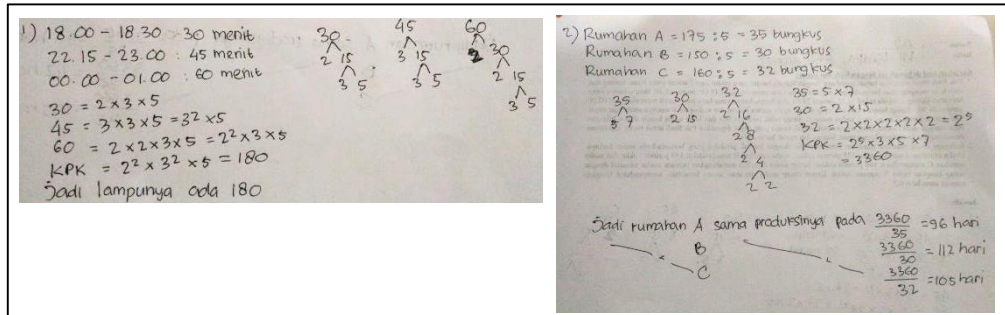 1) 18.00 - 18.30 : 30 menit
22.15 - 23.00 : 45 menit
00.00 - 01.00 : 60 menit
30
2 15
3 5
45
3 15
3 5
60
2 30
2 15
3 5
30 = 2 x 3 x 5
45 = 3 x 3 x 5 = 3² x 5
60 = 2 x 2 x 3 x 5 = 2² x 3 x 5
KPK = 2² x 3² x 5 = 180
Jadi lampunya ada 180
2) Rumahan A = 175 : 5 = 35 bungkus
Rumahan B = 150 : 5 = 30 bungkus
Rumahan C = 160 : 5 = 32 bungkus
35
5 7
30
2 15
32
2 16
2 8
2 4
2 2
35 = 5 x 7
30 = 2 x 15
32 = 2 x 2 x 2 x 2 x 2 = 2⁵
KPK = 2⁵ x 3 x 5 x 7
= 3360
Jadi rumahan A sama produksinya pada 3360/35 = 96 hari
B 3360/30 = 112 hari
C 3360/32 = 105 hari